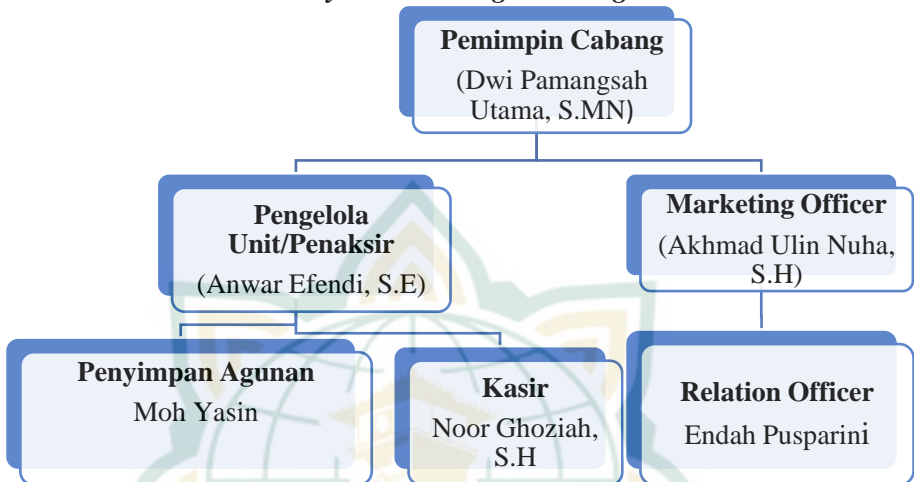 Pemimpin Cabang
(Dwi Pamangsah
Utama, S.MN)
Pengelola
Unit/Penaksir
(Anwar Efendi, S.E)
Marketing Officer
(Akhmad Ulin Nuha,
S.H)
Penyimpan Agunan
Moh Yasin
Kasir
Noor Ghoziah,
S.H
Relation Officer
Endah Pusparini